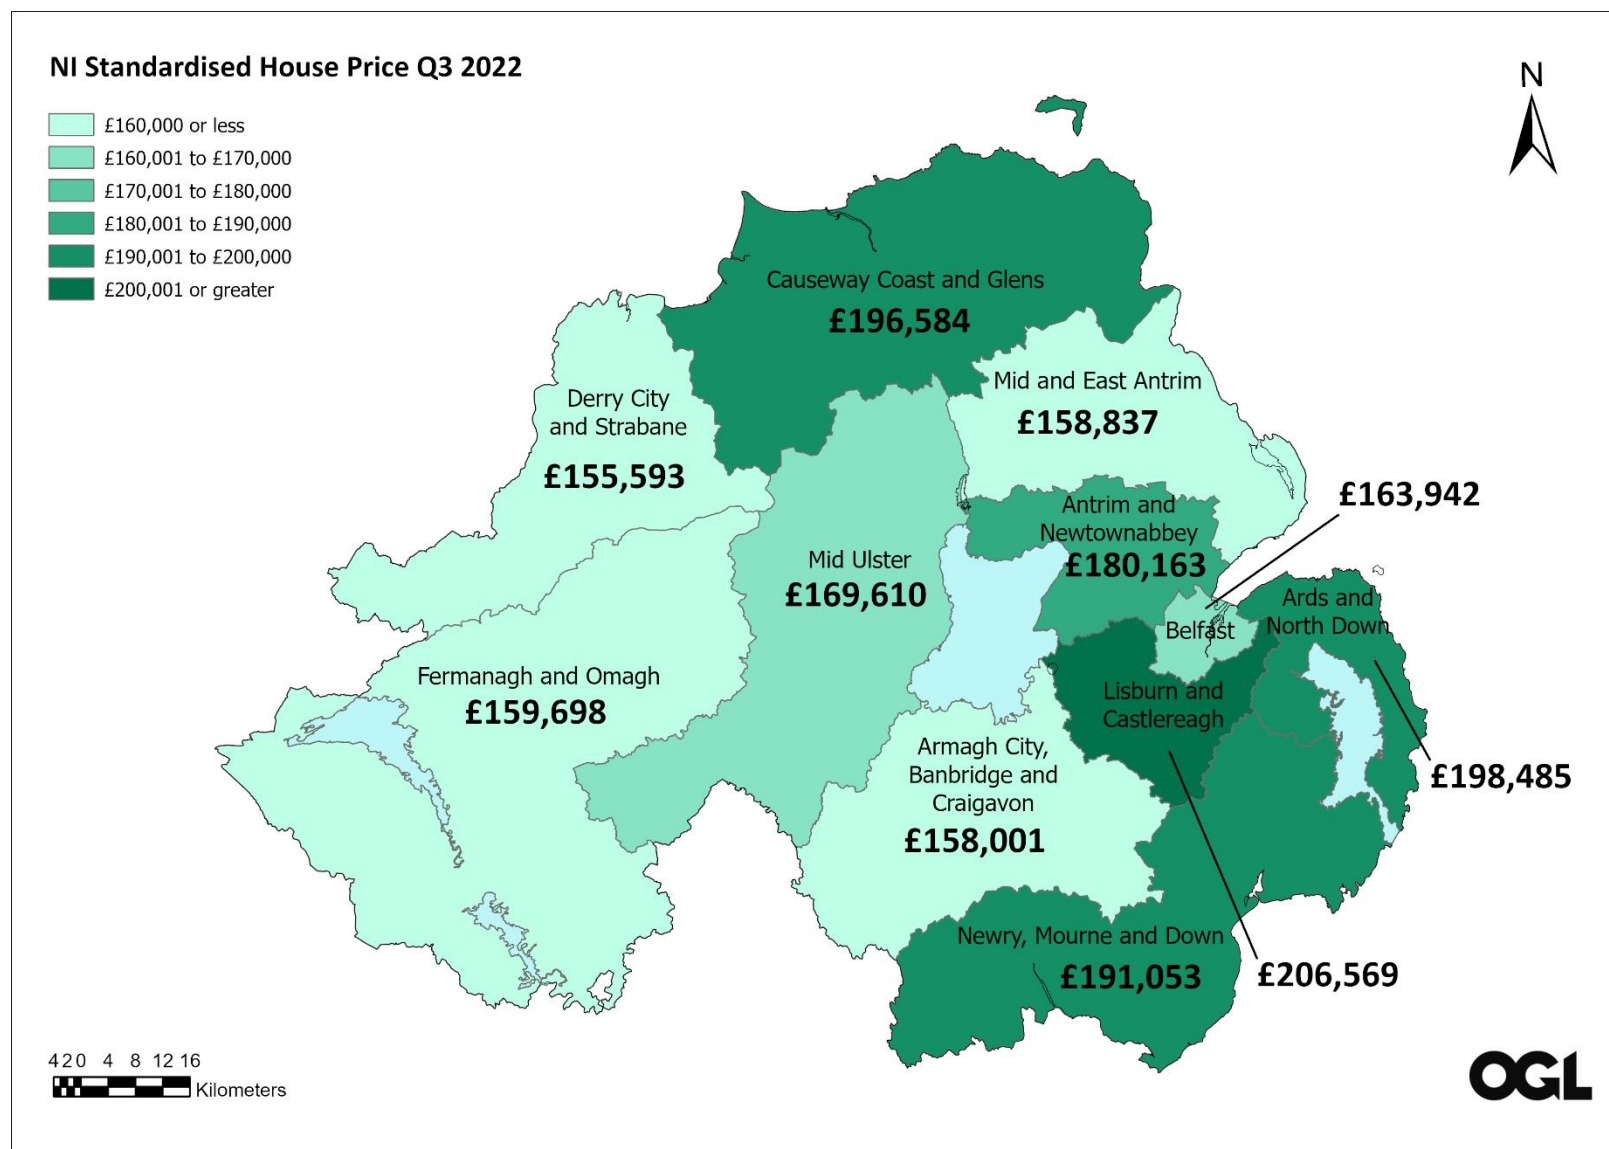 NI Standardised House Price Q3 2022
£160,000 or less
£160,001 to £170,000
£170,001 to £180,000
£180,001 to £190,000
£190,001 to £200,000
£200,001 or greater
N
Causeway Coast and Glens
£196,584
Mid and East Antrim
£158,837
Derry City
and Strabane
£155,593
£163,942
Antrim and
Newtownabbey
£180,163
Mid Ulster
£169,610
Ards and
North Down
Belfast
Fermanagh and Omagh
£159,698
Lisburn and
Castlereagh
Armagh City,
Banbridge and
Craigavon
£158,001
£198,485
Newry, Mourne and Down
£191,053
£206,569
4 2 0 4 8 12 16
Kilometers
OGL